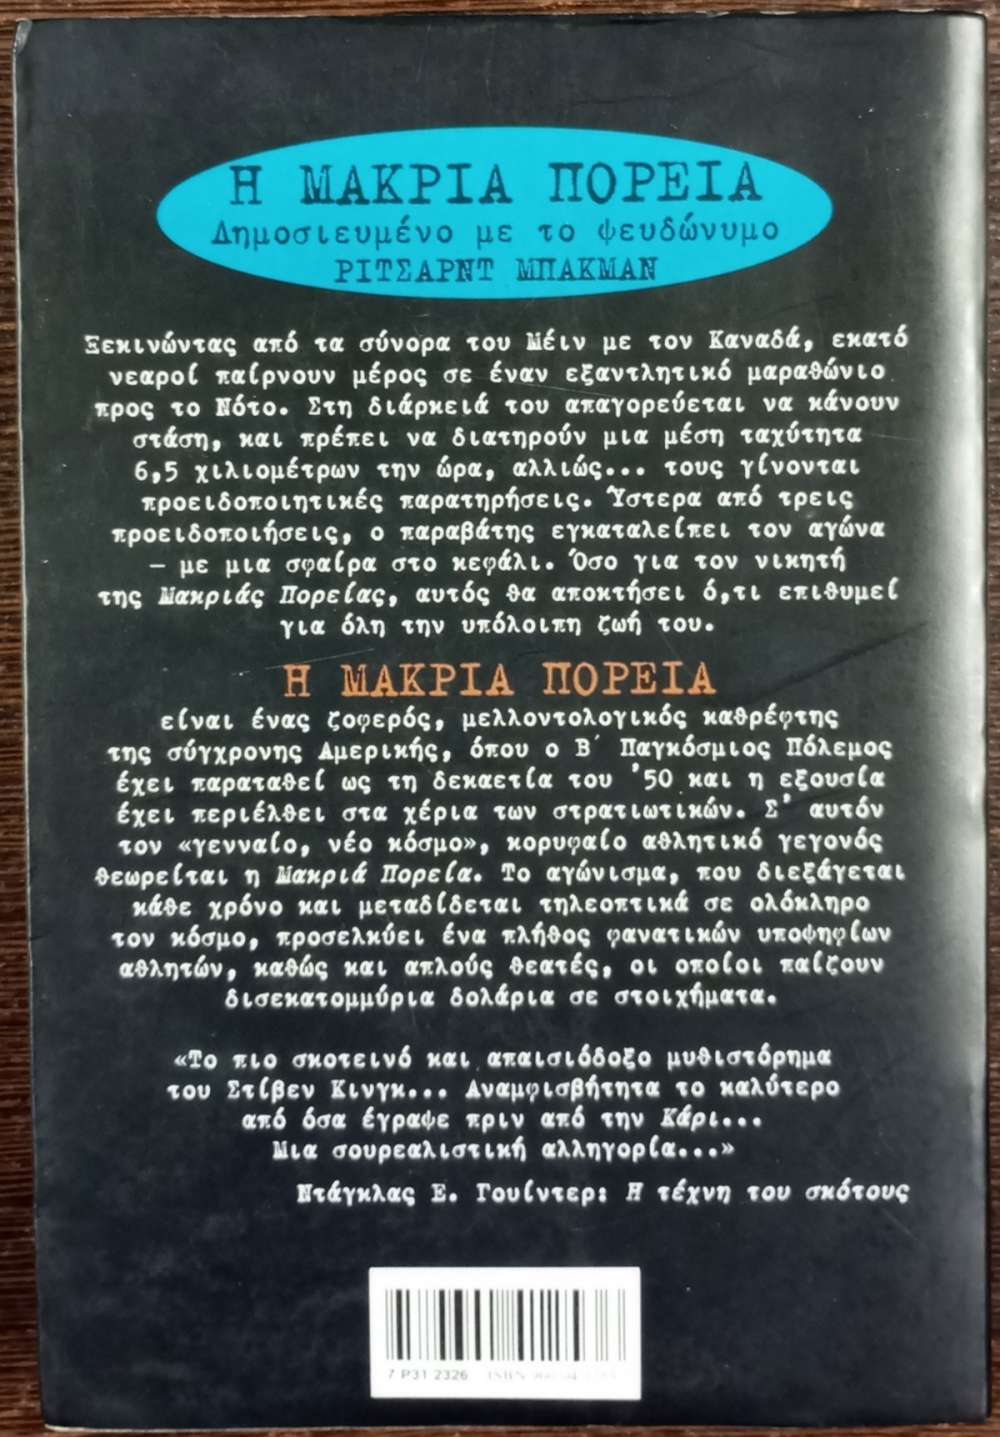 Η ΜΑΚΡΙΑ ΠΟΡΕΙΑ
Δημοσιευμένο με το ψευδώνυμο
ΡΙΤΣΑΡΝΤ ΜΠΑΚΜΑΝ
Ξεκινώντας από τα σύνορα του Μέιν με τον Καναδά, εκατό
νεαροί παίρνουν μέρος σε έναν εξαντλητικό μαραθώνιο
προς το Νότο. Στη διάρκειά του απαγορεύεται να κάνουν
στάση, και πρέπει να διατηρούν μια μέση ταχύτητα
6,5 χιλιομέτρων την ώρα, αλλιώς... τους γίνονται
προειδοποιητικές παρατηρήσεις. Ύστερα από τρεις
προειδοποιήσεις, ο παραβάτης εγκαταλείπει τον αγώνα
– με μια σφαίρα στο κεφάλι. Όσο για τον νικητή
της Μακριάς Πορείας, αυτός θα αποκτήσει ό,τι επιθυμεί
για όλη την υπόλοιπη ζωή του.
Η ΜΑΚΡΙΑ ΠΟΡΕΙΑ
είναι ένας ζοφερός, μελλοντολογικός καθρέφτης
της σύγχρονης Αμερικής, όπου ο Β΄ Παγκόσμιος Πόλεμος
έχει παραταθεί ως τη δεκαετία του '50 και η εξουσία
έχει περιέλθει στα χέρια των στρατιωτικών. Σ' αυτόν
τον «γενναίο, νέο κόσμο», κορυφαίο αθλητικό γεγονός
θεωρείται η Μακριά Πορεία. Το αγώνισμα, που διεξάγεται
κάθε χρόνο και μεταδίδεται τηλεοπτικά σε ολόκληρο
τον κόσμο, προσελκύει ένα πλήθος φανατικών υποψηφίων
αθλητών, καθώς και απλούς θεατές, οι οποίοι παίζουν
δισεκατομμύρια δολάρια σε στοιχήματα.
«Το πιο σκοτεινό και απαισιόδοξο μυθιστόρημα
του Στίβεν Κινγκ... Αναμφισβήτητα το καλύτερο
από όσα έγραψε πριν από την Κάρι...
Μια σουρεαλιστική αλληγορία...»
Ντάγκλας Ε. Γουίντερ: Η τέχνη του σκότους
7 P31 2326 ISBN